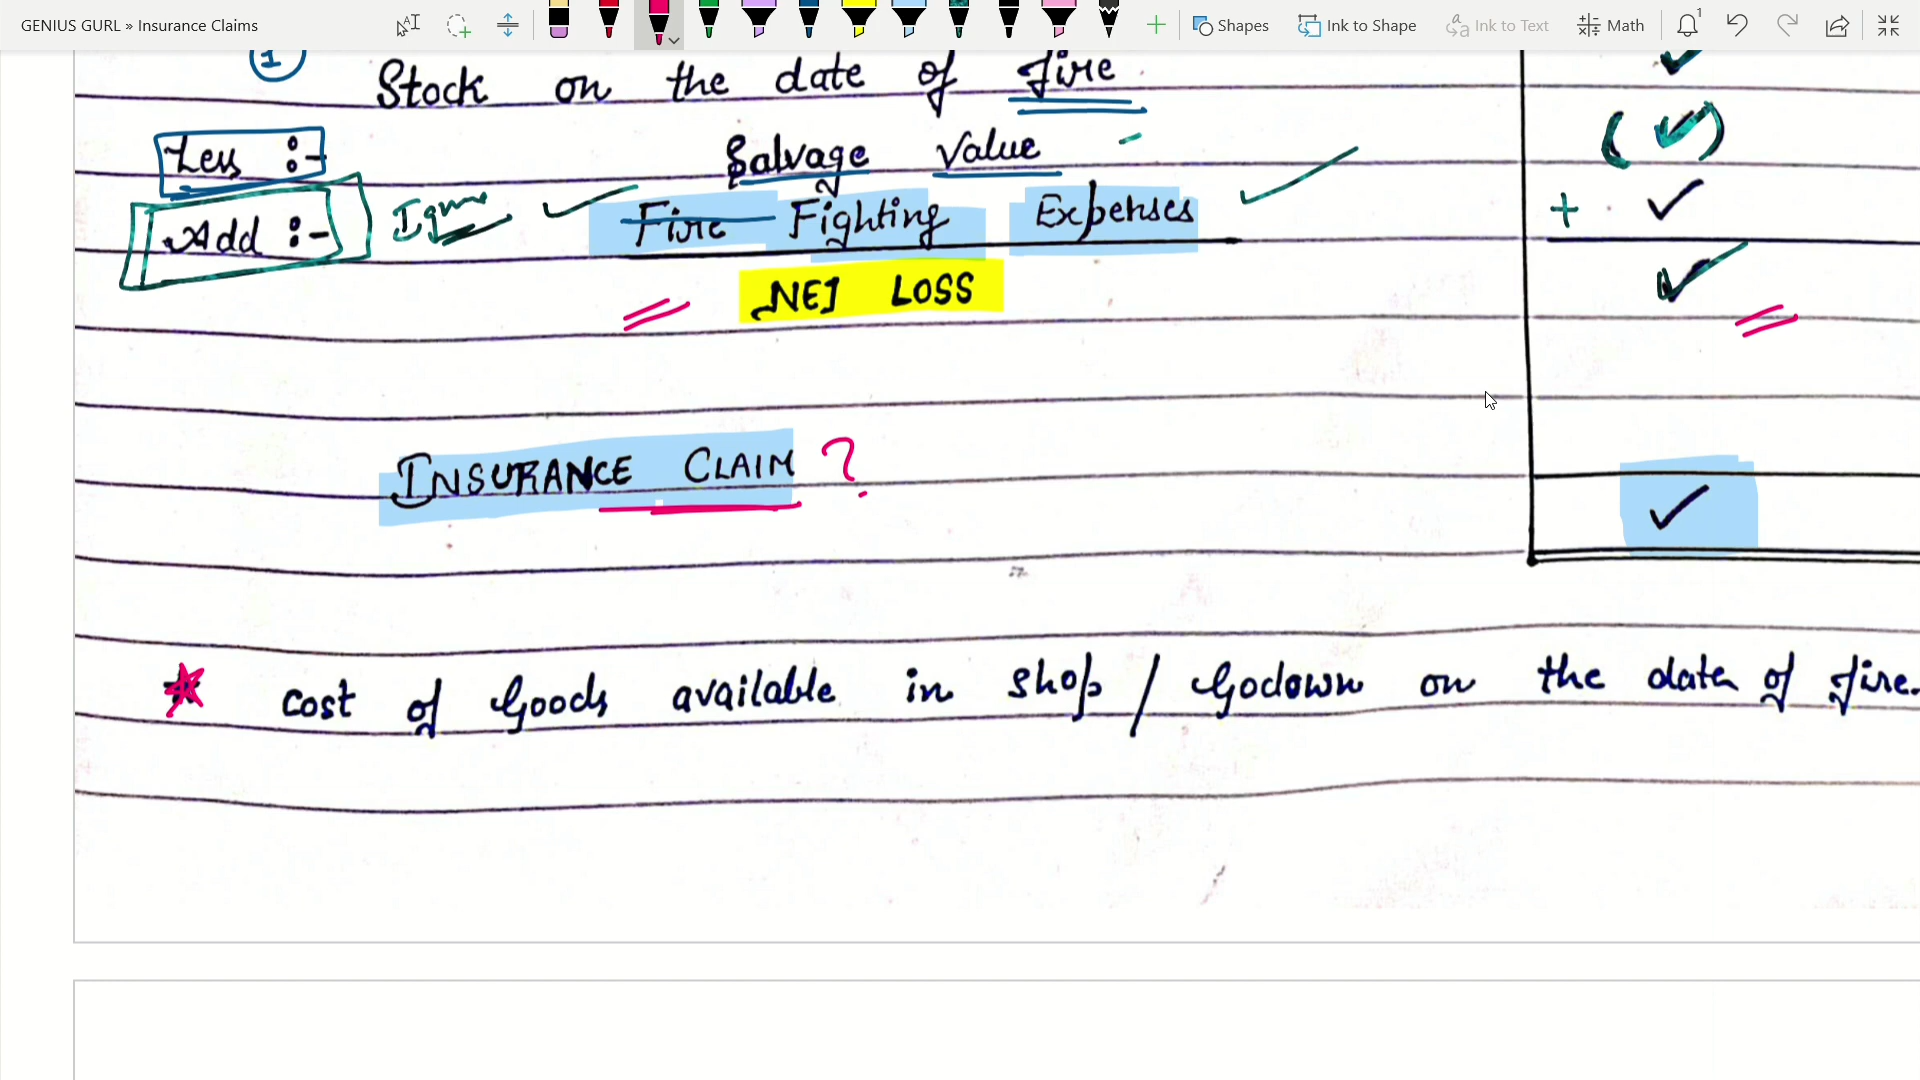 GENIUS GURL » Insurance Claims
Shapes
Ink to Shape
Ink to Text
Math
1
1
Stock on the date of fire
Less :-
Salvage Value
Add :-
Fire Fighting Expenses
+
NET LOSS
INSURANCE CLAIM ?
* Cost of Goods available in Shop / Godown on the date of fire.